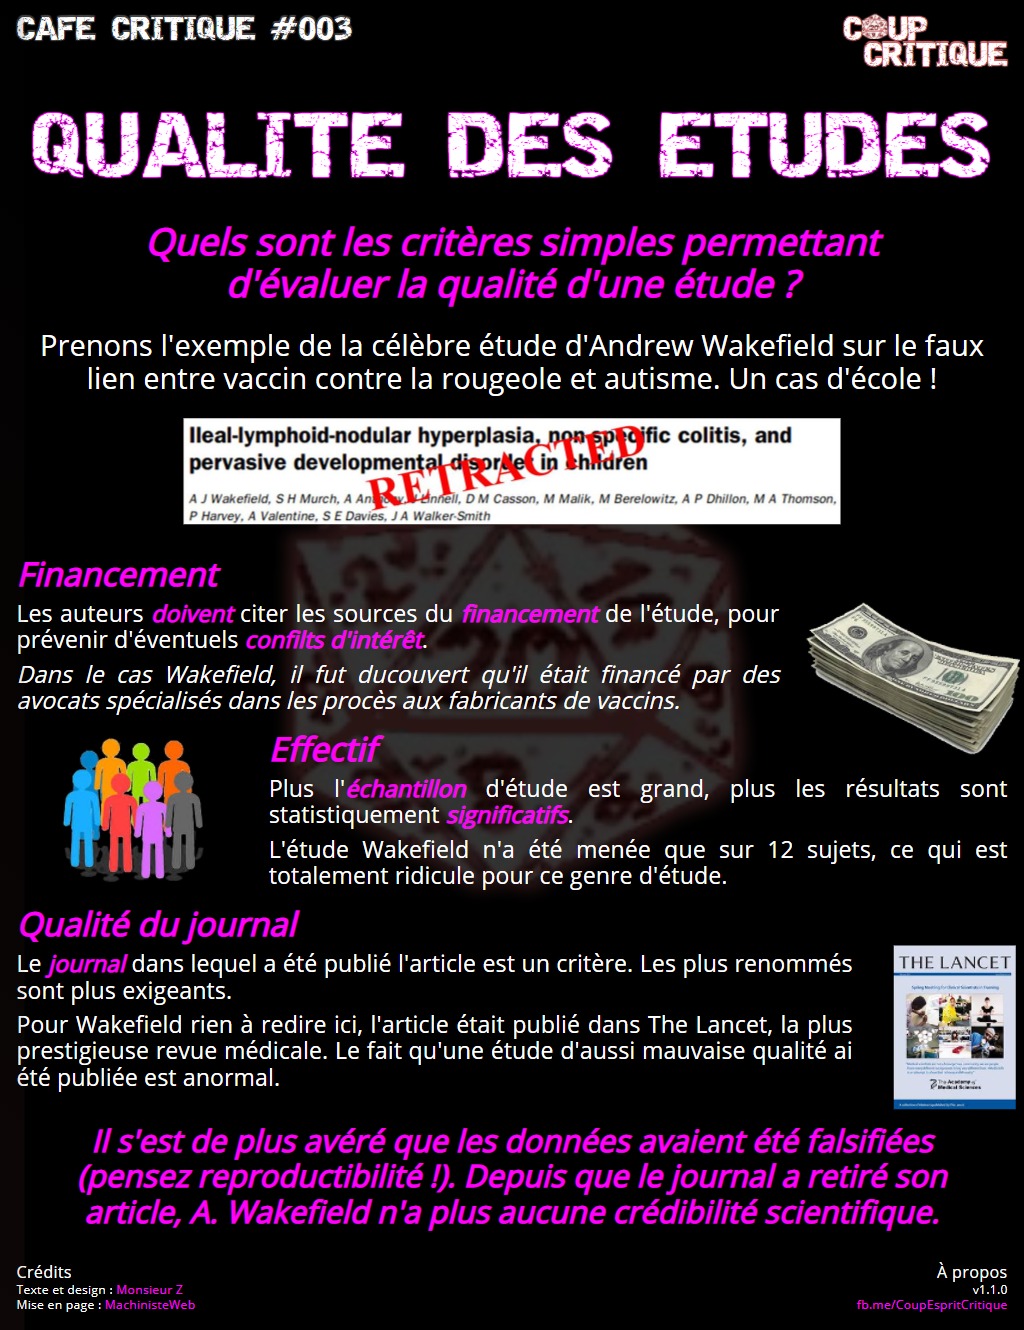 CAFE CRITIQUE #003
COUP
CRITIQUE
QUALITE DES ETUDES
Quels sont les critères simples permettant
d'évaluer la qualité d'une étude ?
Prenons l'exemple de la célèbre étude d'Andrew Wakefield sur le faux
lien entre vaccin contre la rougeole et autisme. Un cas d'école !
Ileal-lymphoid-nodular hyperplasia, non-specific colitis, and
pervasive developmental disorder in children
RETRACTED
A J Wakefield, S H Murch, A Anthony, J Linnell, D M Casson, M Malik, M Berelowitz, A P Dhillon, M A Thomson,
P Harvey, A Valentine, S E Davies, J A Walker-Smith
Financement
Les auteurs doivent citer les sources du financement de l'étude, pour
prévenir d'éventuels confilts d'intérêt.
Dans le cas Wakefield, il fut ducouvert qu'il était financé par des
avocats spécialisés dans les procès aux fabricants de vaccins.
100
Effectif
Plus l'échantillon d'étude est grand, plus les résultats sont
statistiquement significatifs.
L'étude Wakefield n'a été menée que sur 12 sujets, ce qui est
totalement ridicule pour ce genre d'étude.
Qualité du journal
Le journal dans lequel a été publié l'article est un critère. Les plus renommés
sont plus exigeants.
Pour Wakefield rien à redire ici, l'article était publié dans The Lancet, la plus
prestigieuse revue médicale. Le fait qu'une étude d'aussi mauvaise qualité ai
été publiée est anormal.
THE LANCET
The Academy of
Medical Sciences
Il s'est de plus avéré que les données avaient été falsifiées
(pensez reproductibilité !). Depuis que le journal a retiré son
article, A. Wakefield n'a plus aucune crédibilité scientifique.
Crédits
Texte et design : Monsieur Z
Mise en page : MachinisteWeb
À propos
v1.1.0
fb.me/CoupEspritCritique